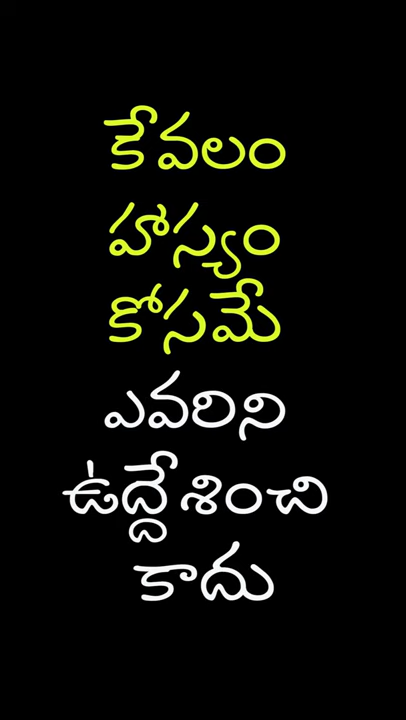 కేవలం
హాస్యం
కోసమే
ఎవరిని
ఉద్దేశించి
కాదు